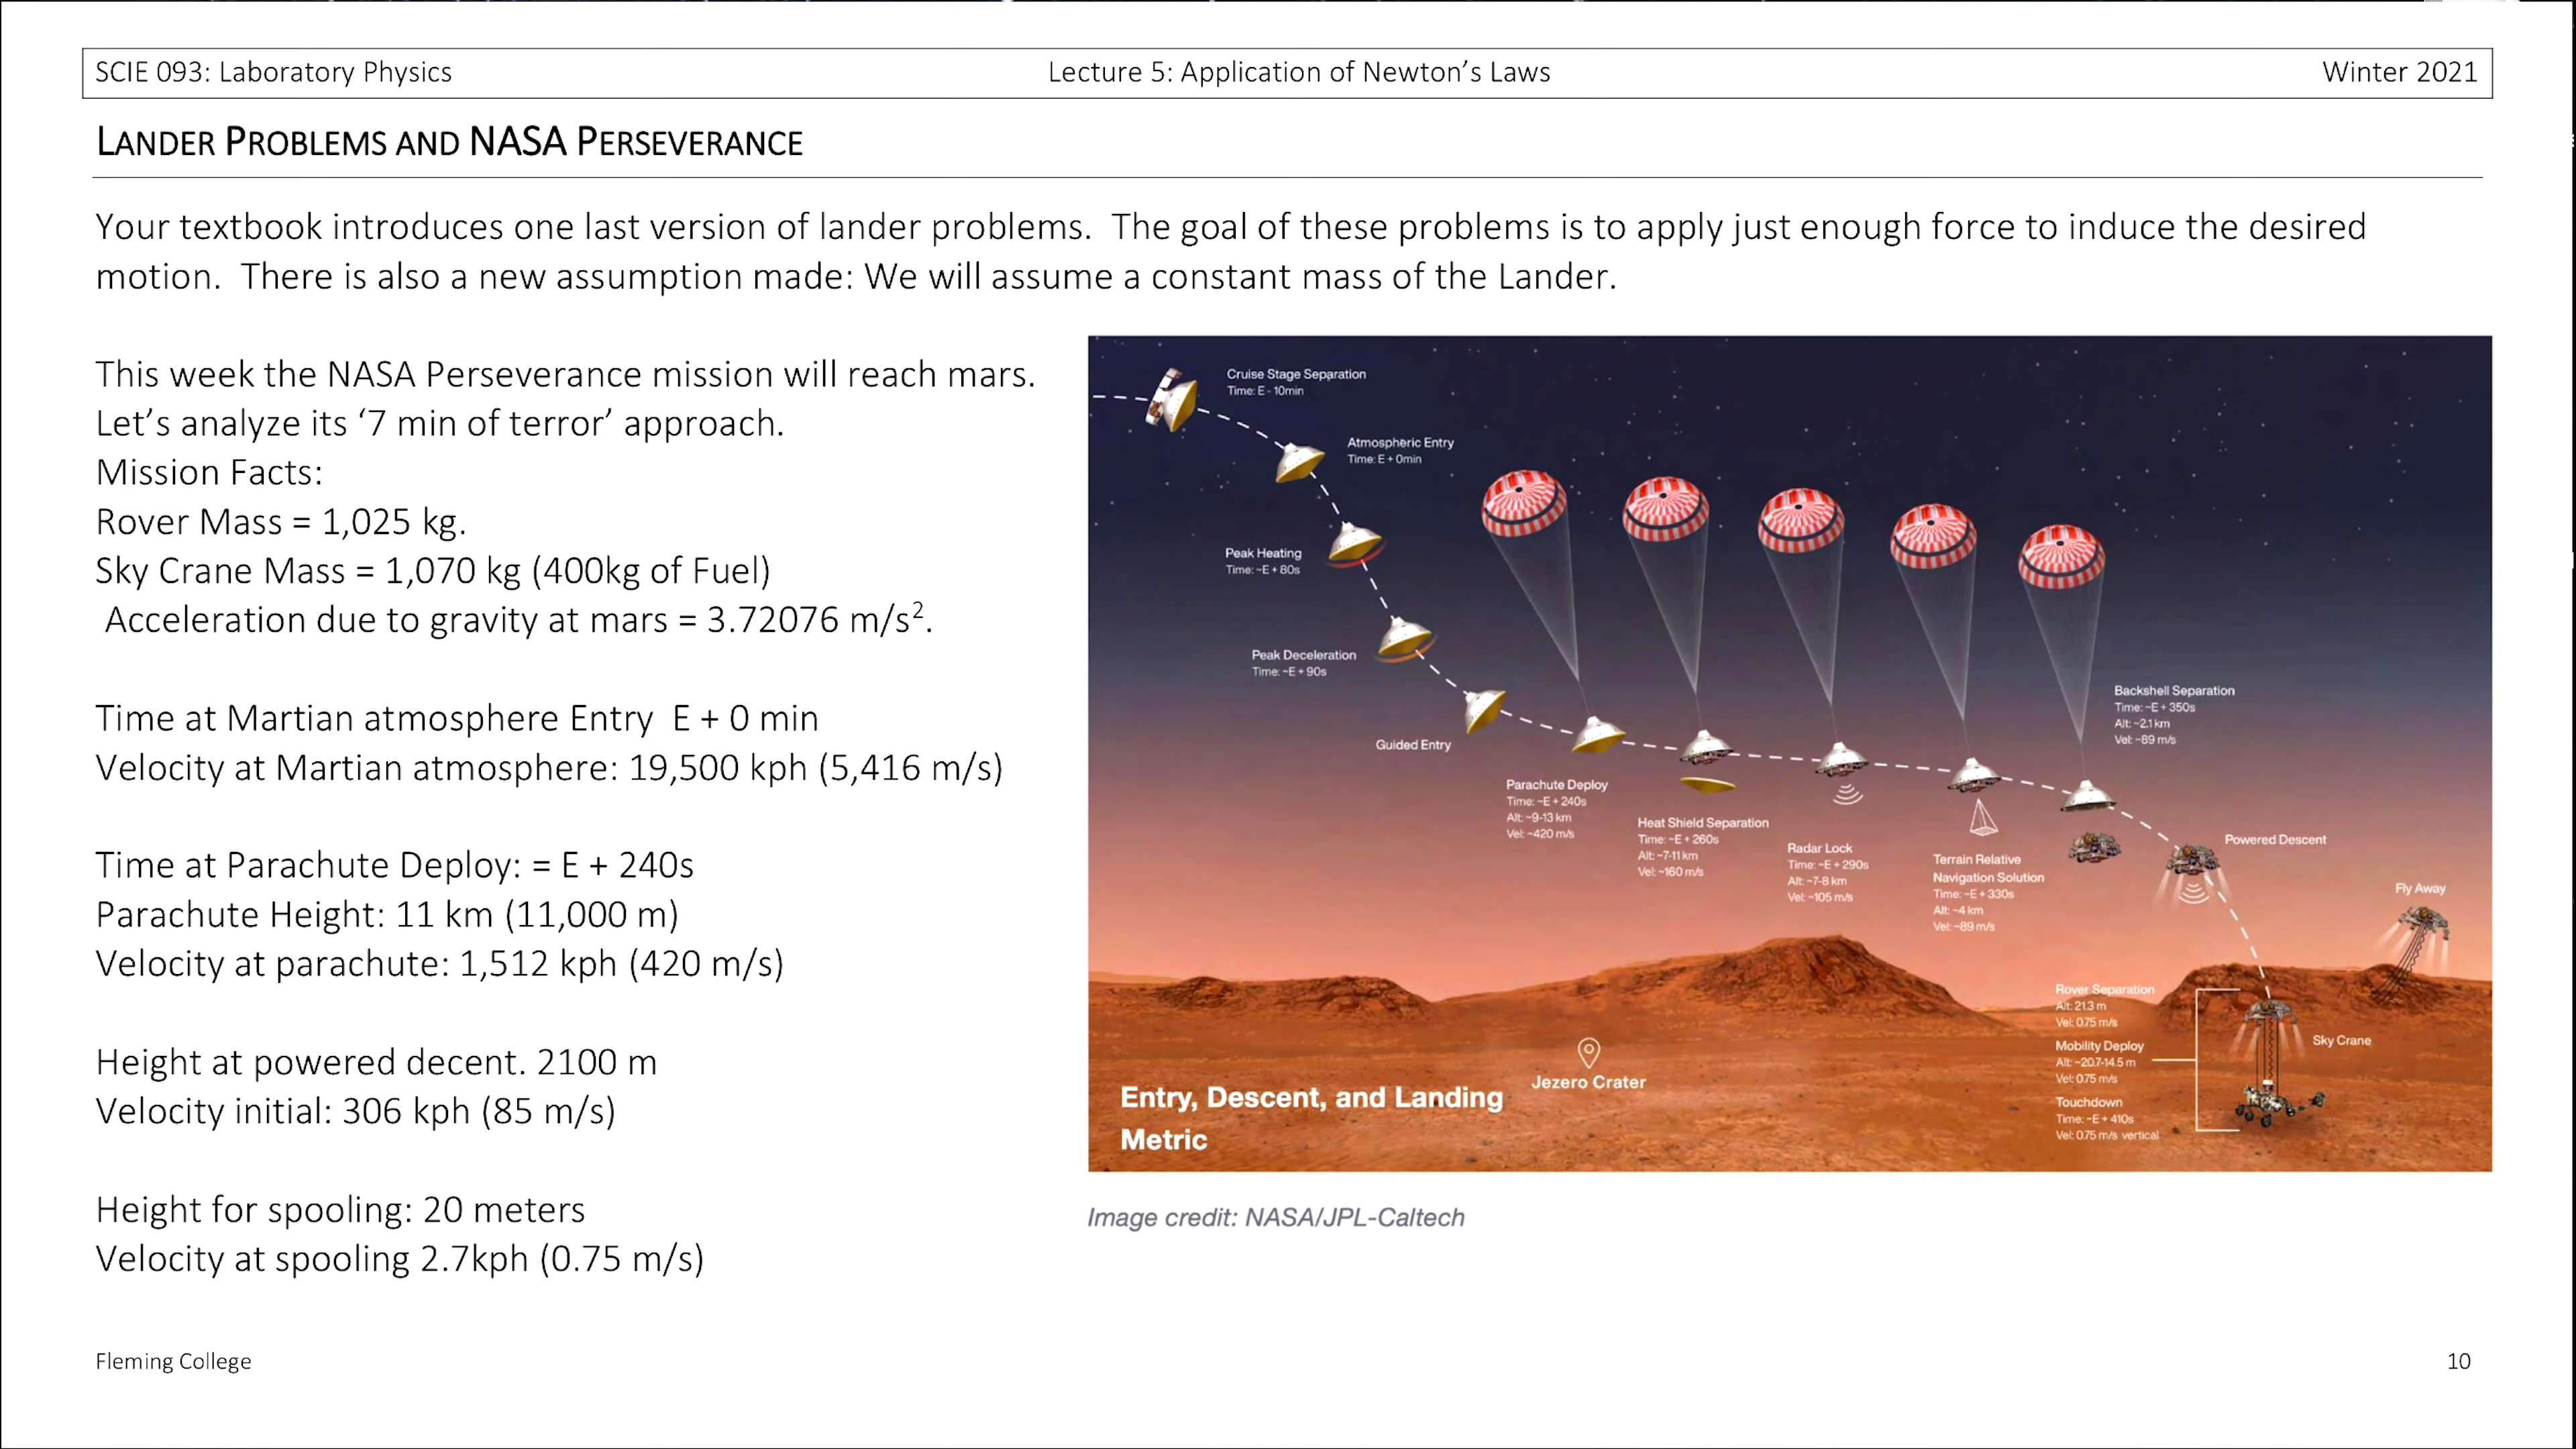 SCIE 093: Laboratory Physics
Lecture 5: Application of Newton's Laws
Winter 2021
LANDER PROBLEMS AND NASA PERSEVERANCE
Your textbook introduces one last version of lander problems. The goal of these problems is to apply just enough force to induce the desired
motion. There is also a new assumption made: We will assume a constant mass of the Lander.
This week the NASA Perseverance mission will reach mars.
Let's analyze its '7 min of terror' approach.
Mission Facts:
Rover Mass = 1,025 kg.
Sky Crane Mass = 1,070 kg (400kg of Fuel)
Acceleration due to gravity at mars = 3.72076 m/s².
Time at Martian atmosphere Entry E + 0 min
Velocity at Martian atmosphere: 19,500 kph (5,416 m/s)
Time at Parachute Deploy: = E + 240s
Parachute Height: 11 km (11,000 m)
Velocity at parachute: 1,512 kph (420 m/s)
Height at powered decent. 2100 m
Velocity initial: 306 kph (85 m/s)
Height for spooling: 20 meters
Velocity at spooling 2.7kph (0.75 m/s)
Cruise Stage Separation
Time: E - 10min
Atmospheric Entry
Time: E + 0min
Peak Heating
Time: ~E + 80s
Peak Deceleration
Time: ~E + 90s
Guided Entry
Parachute Deploy
Time: ~E + 240s
Alt: ~9-13 km
Vel: ~420 m/s
Heat Shield Separation
Time: ~E + 260s
Alt: ~7-11 km
Vel: ~160 m/s
Radar Lock
Time: ~E + 290s
Alt: ~7-8 km
Vel: ~105 m/s
Terrain Relative
Navigation Solution
Time: ~E + 330s
Alt: ~4 km
Vel: ~89 m/s
Backshell Separation
Time: ~E + 350s
Alt: ~2.1 km
Vel: ~89 m/s
Powered Descent
Fly Away
Rover Separation
Alt: 21.3 m
Vel: 0.75 m/s
Mobility Deploy
Alt: ~20.7-14.5 m
Vel: 0.75 m/s
Touchdown
Time: ~E + 410s
Vel: 0.75 m/s vertical
Sky Crane
Jezero Crater
Entry, Descent, and Landing
Metric
Image credit: NASA/JPL-Caltech
Fleming College
10